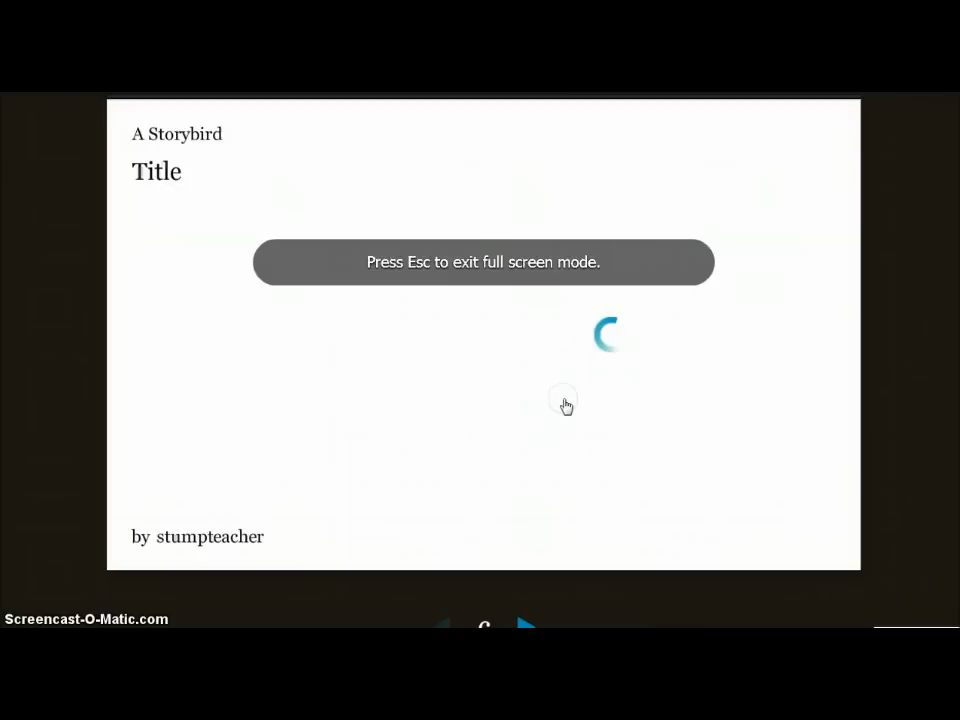 A Storybird
Title
Press Esc to exit full screen mode.
by stumpteacher
Screencast-O-Matic.com